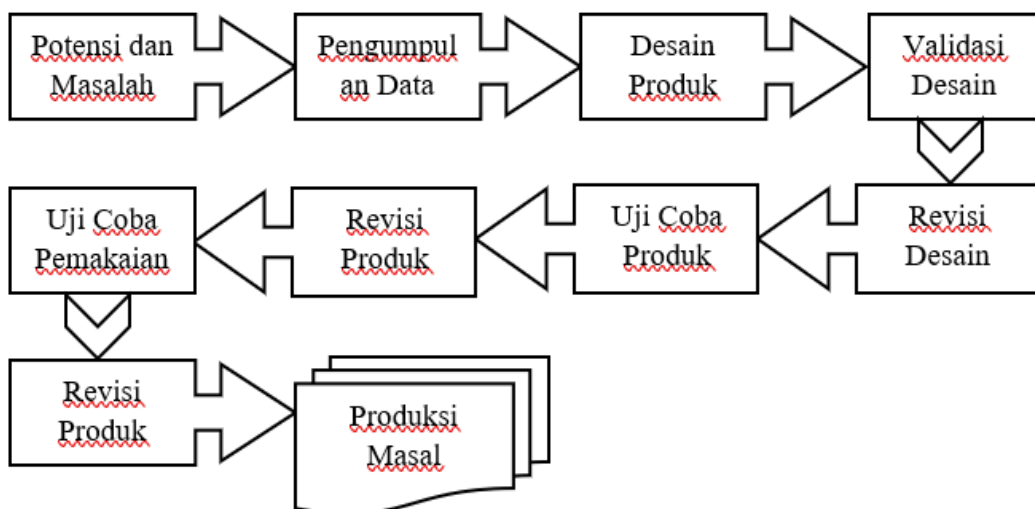 Potensi dan
Masalah
Pengumpul
an Data
Desain
Produk
Validasi
Desain
Revisi
Desain
Uji Coba
Produk
Revisi
Produk
Uji Coba
Pemakaian
Revisi
Produk
Produksi
Masal